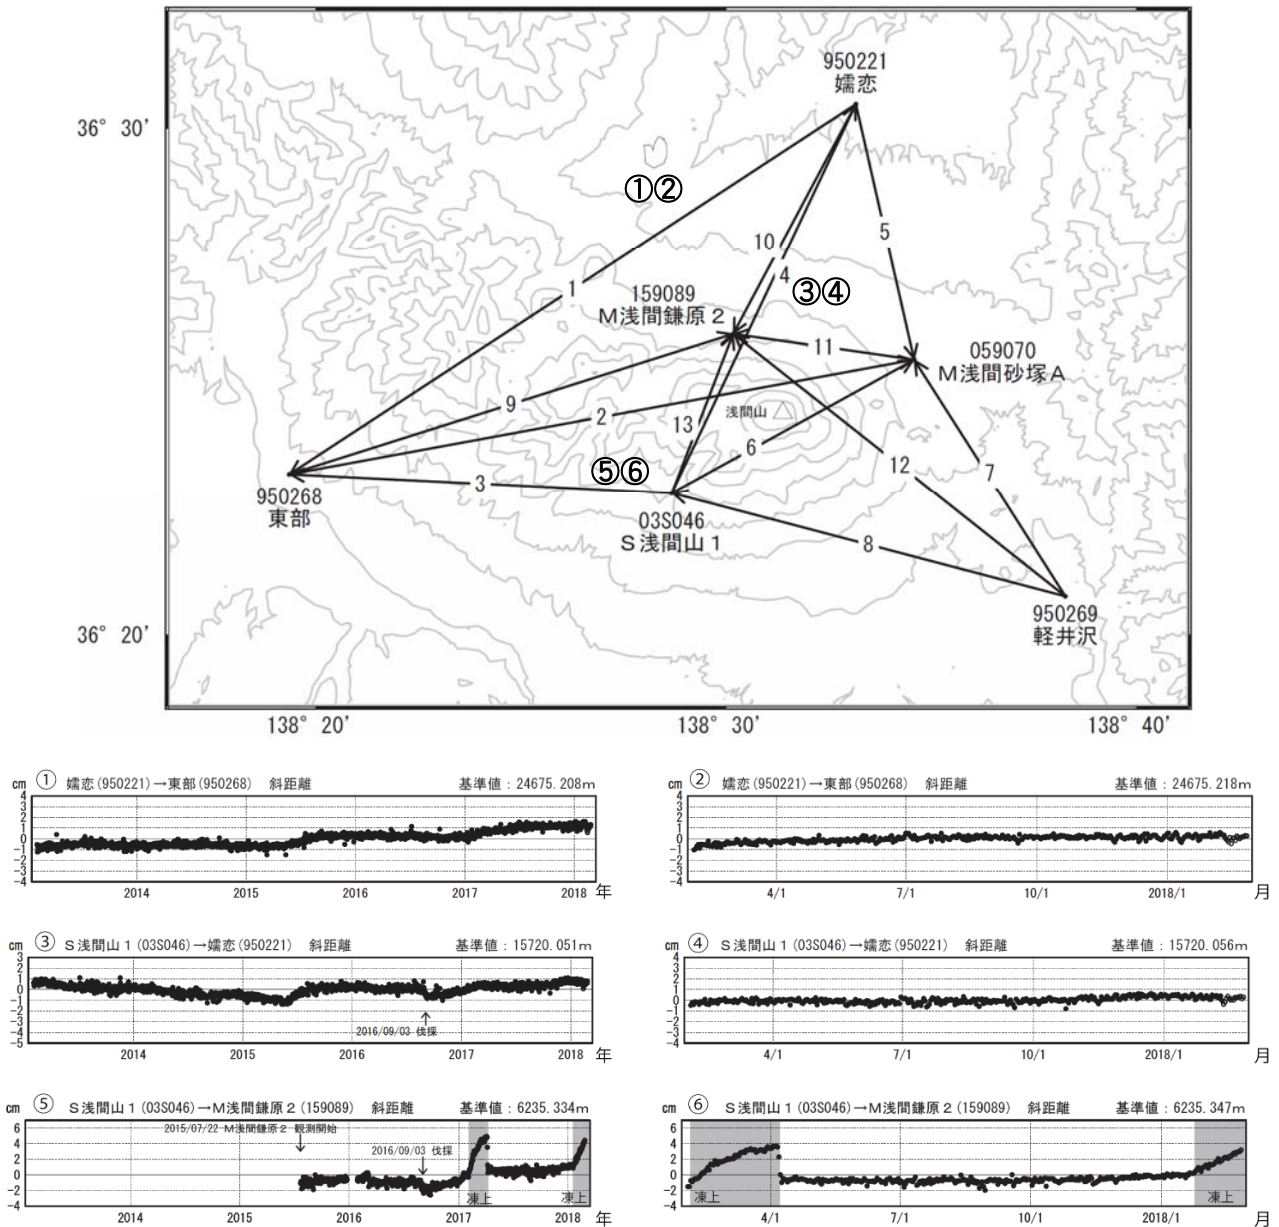 950221
嬬恋
36° 30'
①②
10
5
4
③④
1
159089
M浅間鎌原２
11
059070
M浅間砂塚A
9
2
浅間山
13
6
12
7
⑤⑥
3
950268
東部
03S046
S浅間山１
8
950269
軽井沢
36° 20'
138° 20'
138° 30'
138° 40'
cm ① 嬬恋(950221)→東部(950268) 斜距離 基準値：24675.208m
4
3
2
1
0
-1
-2
-3
-4
2014 2015 2016 2017 2018 年
② 嬬恋(950221)→東部(950268) 斜距離 基準値：24675.218m
cm
4
3
2
1
0
-1
-2
-3
-4
4/1 7/1 10/1 2018/1 月
cm ③ S浅間山１(03S046)→嬬恋(950221) 斜距離 基準値：15720.051m
3
2
1
0
-1
-2
-3
-4
-5
2016/09/03 伐採
2014 2015 2016 2017 2018 年
cm ④ S浅間山１(03S046)→嬬恋(950221) 斜距離 基準値：15720.056m
4
3
2
1
0
-1
-2
-3
-4
4/1 7/1 10/1 2018/1 月
cm ⑤ S浅間山１(03S046)→M浅間鎌原２(159089) 斜距離 基準値：6235.334m
6
4
2
0
-2
-4
2015/07/22 M浅間鎌原２ 観測開始
2016/09/03 伐採
凍上 凍上
2014 2015 2016 2017 2018 年
cm ⑥ S浅間山１(03S046)→M浅間鎌原２(159089) 斜距離 基準値：6235.347m
6
4
2
0
-2
-4
凍上 凍上
4/1 7/1 10/1 2018/1 月